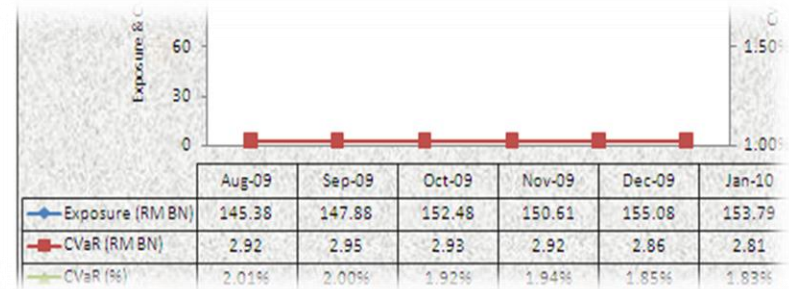 Exposure &
60
30
0
1.50%
1.00%
Aug-09 Sep-09 Oct-09 Nov-09 Dec-09 Jan-10
Exposure (RM BN) 145.38 147.88 152.48 150.61 155.08 153.79
CVaR (RM BN) 2.92 2.95 2.93 2.92 2.86 2.81
CVaR (%) 2.01% 2.00% 1.92% 1.94% 1.85% 1.83%